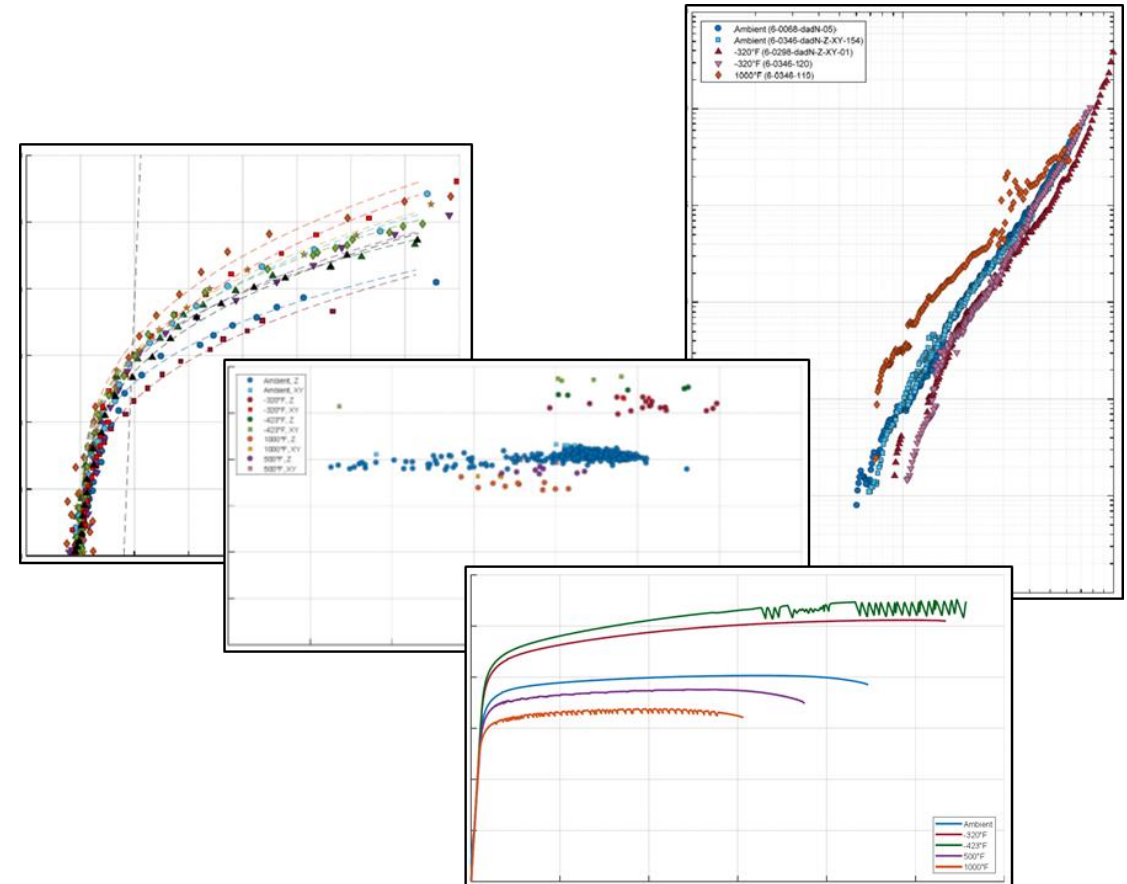 Ambient (6-0068-dadN-05)
Ambient (6-0346-dadN-Z-XY-154)
-320°F (6-0298-dadN-Z-XY-01)
-320°F (6-0346-120)
1000°F (6-0346-110)
Ambient, Z
Ambient, XY
-320°F, Z
-320°F, XY
-423°F, Z
-423°F, XY
1000°F, Z
1000°F, XY
500°F, Z
500°F, XY
Ambient
-320°F
-423°F
500°F
1000°F